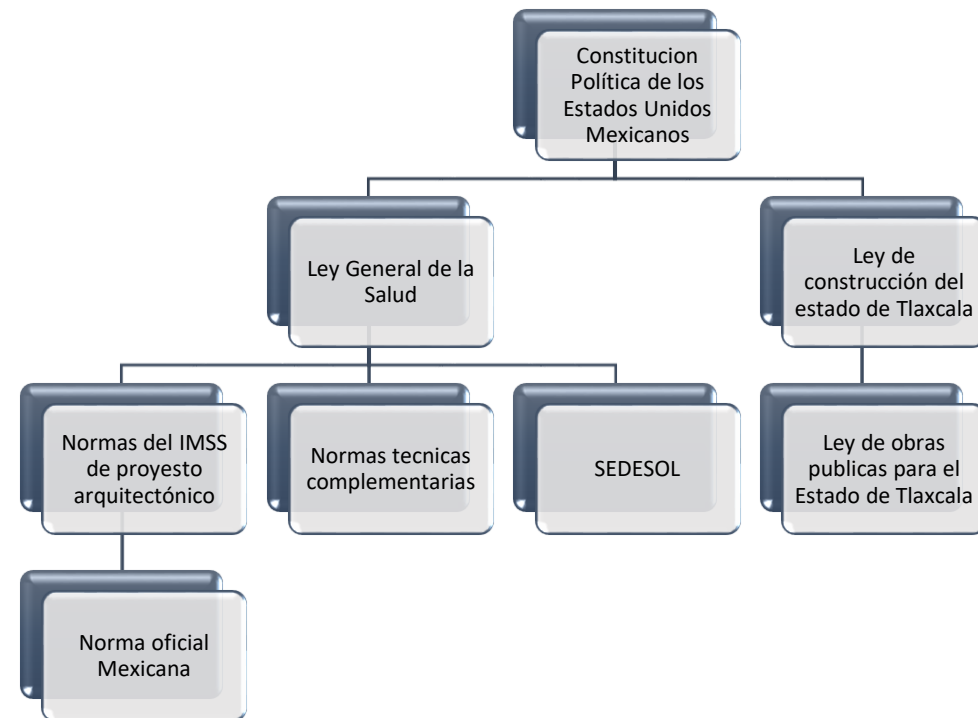 Constitucion
Política de los
Estados Unidos
Mexicanos
Ley General de la
Salud
Ley de
construcción del
estado de Tlaxcala
Normas del IMSS
de proyesto
arquitectónico
Normas tecnicas
complementarias
SEDESOL
Ley de obras
publicas para el
Estado de Tlaxcala
Norma oficial
Mexicana